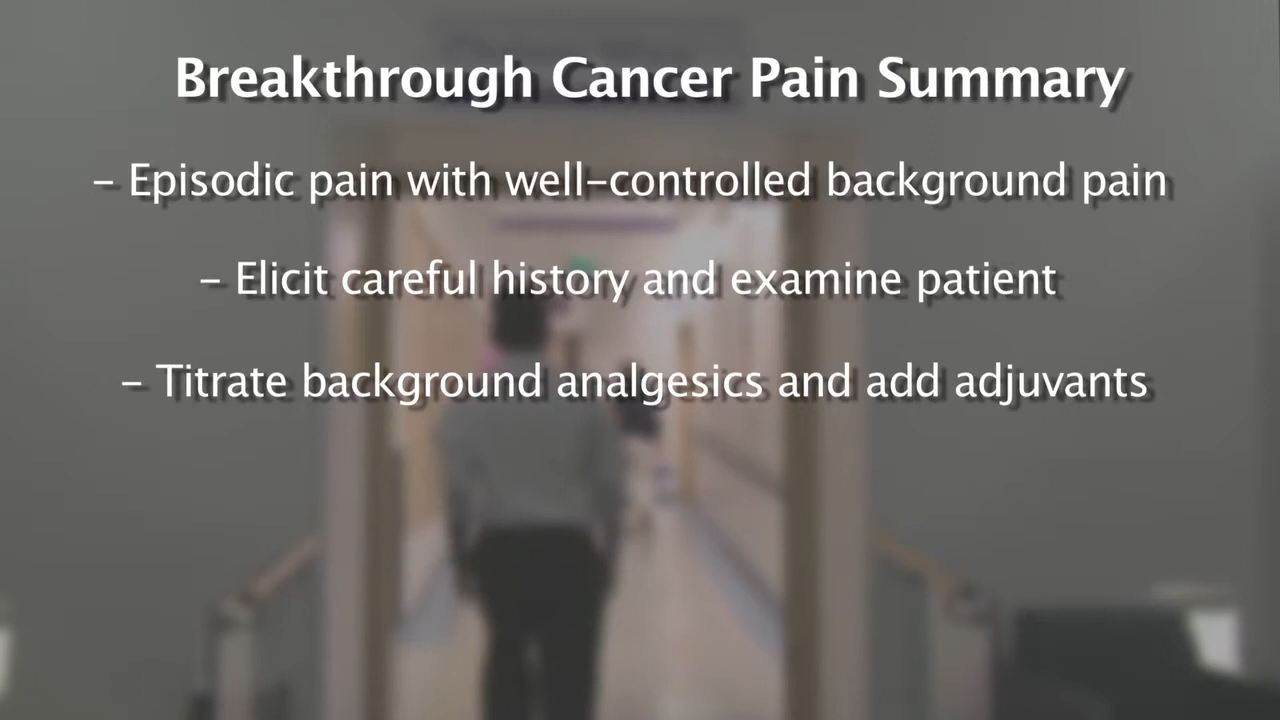 Breakthrough Cancer Pain Summary
- Episodic pain with well-controlled background pain
- Elicit careful history and examine patient
- Titrate background analgesics and add adjuvants